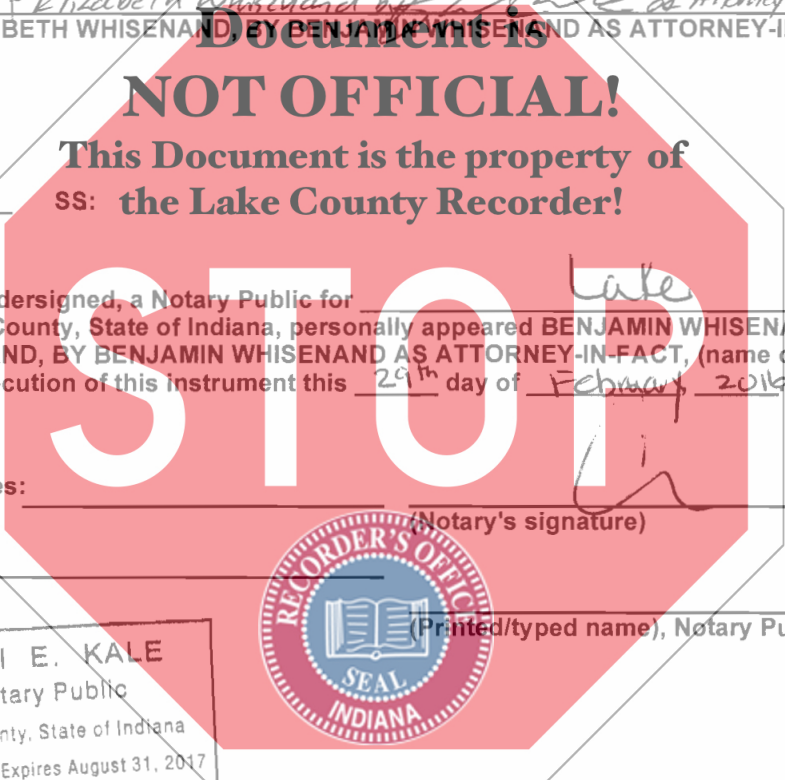 Elizabeth Whisenand by
BETH WHISENAND, BY BENJAMIN WHISENAND AS ATTORNEY-I
Document is
NOT OFFICIAL!
This Document is the property of
the Lake County Recorder!
SS:
STOP
dersigned, a Notary Public for Lake
County, State of Indiana, personally appeared BENJAMIN WHISENA
ND, BY BENJAMIN WHISENAND AS ATTORNEY-IN-FACT, (name o
cution of this instrument this 29th day of February, 2016
es:
(Notary's signature)
RECORDER'S OFFICE
SEAL
INDIANA
(Printed/typed name), Notary Pu
I E. KALE
tary Public
nty, State of Indiana
Expires August 31, 2017